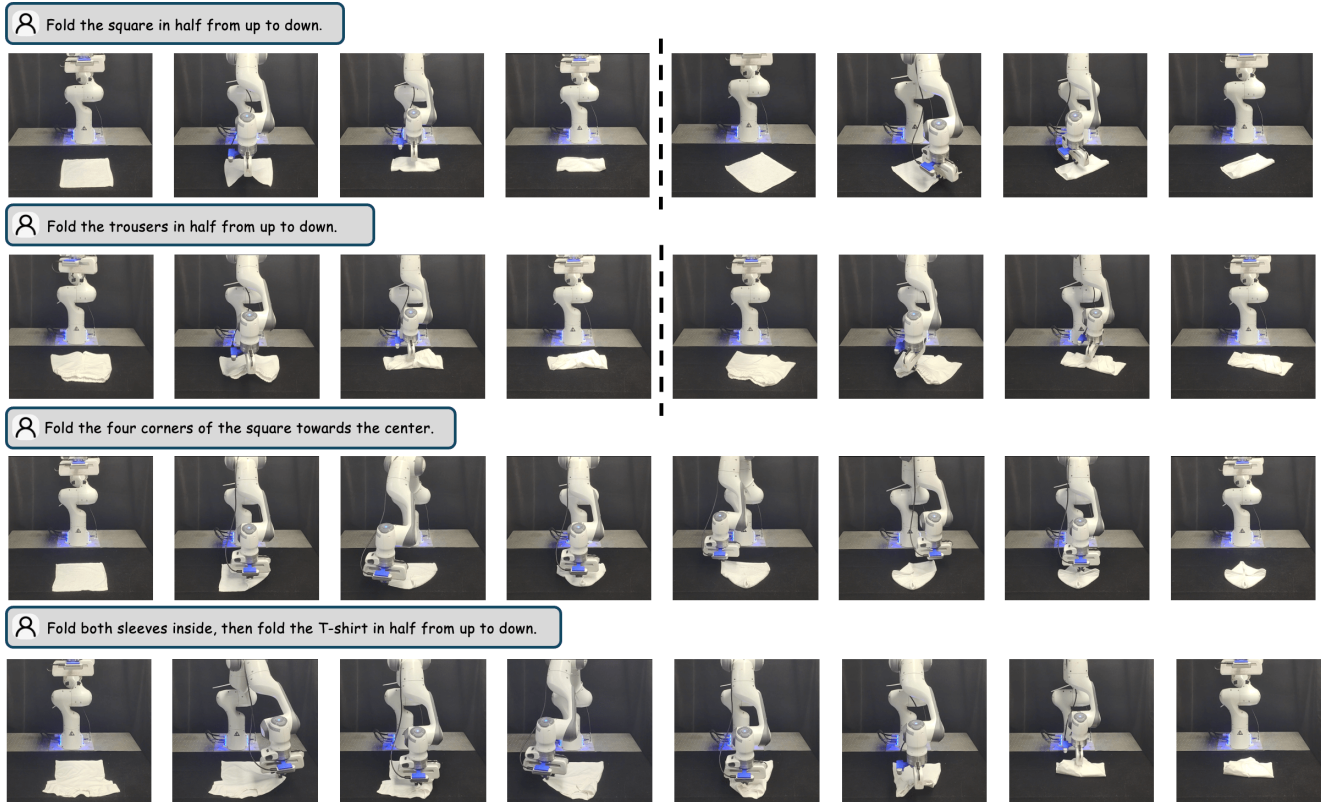 Fold the square in half from up to down.
Fold the trousers in half from up to down.
Fold the four corners of the square towards the center.
Fold both sleeves inside, then fold the T-shirt in half from up to down.